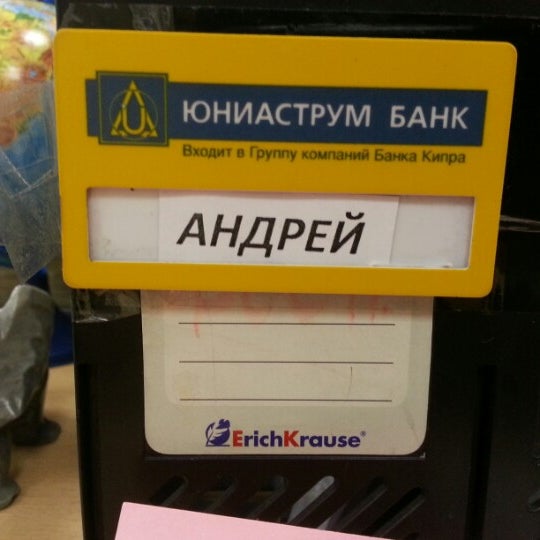 ЮНИАСТРУМ БАНК
Входит в Группу компаний Банка Кипра
АНДРЕЙ
ErichKrause®